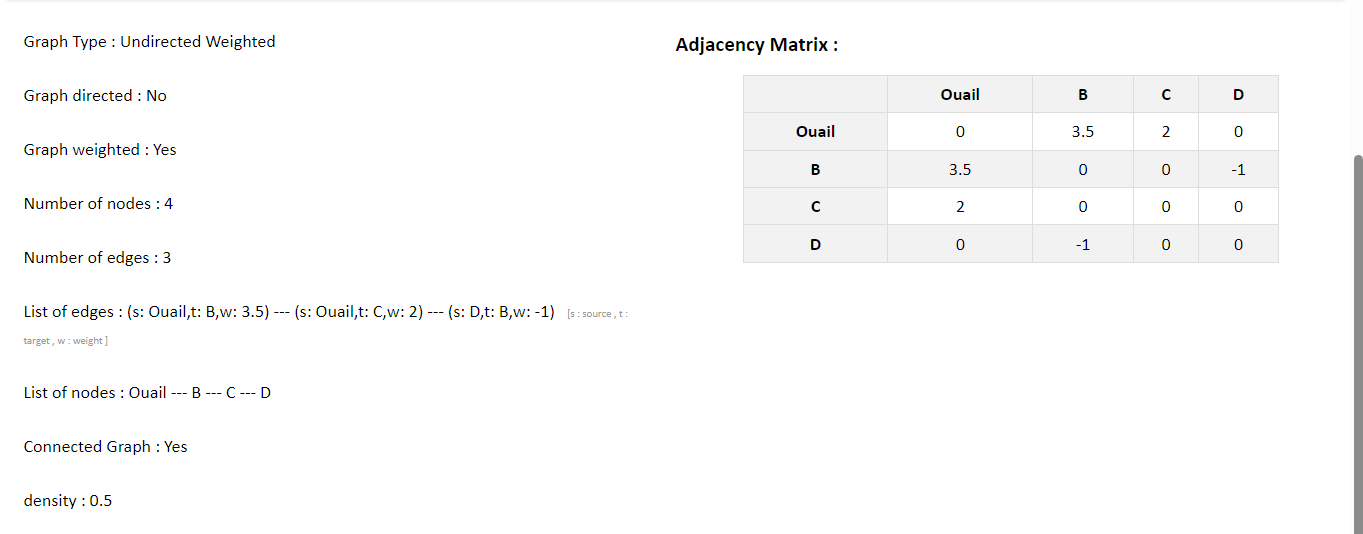 Graph Type : Undirected Weighted
Graph directed : No
Graph weighted : Yes
Number of nodes : 4
Number of edges : 3
List of edges : (s: Ouail,t: B,w: 3.5) --- (s: Ouail,t: C,w: 2) --- (s: D,t: B,w: -1) [s : source , t :
target , w : weight ]
List of nodes : Ouail --- B --- C --- D
Connected Graph : Yes
density : 0.5
Adjacency Matrix :
Ouail B C D
Ouail 0 3.5 2 0
B 3.5 0 0 -1
C 2 0 0 0
D 0 -1 0 0